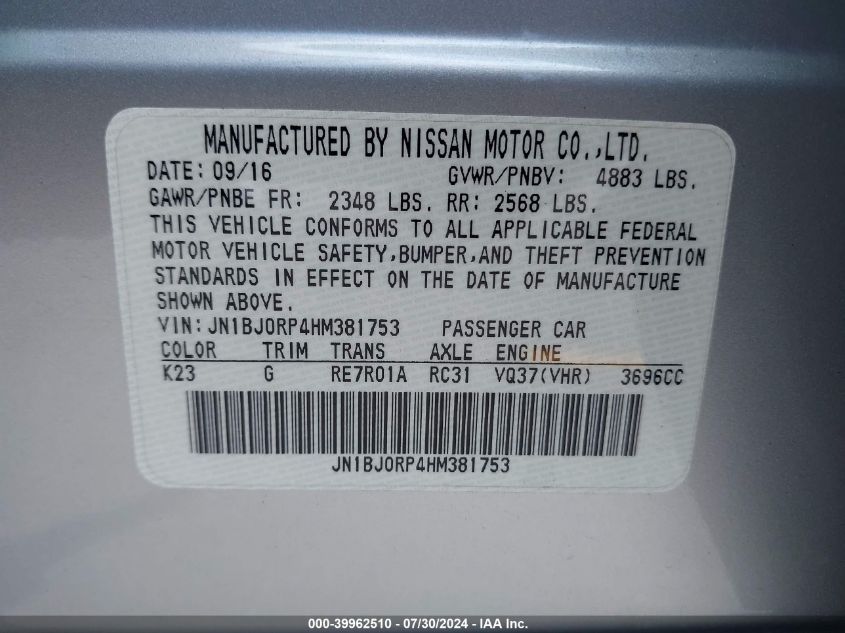 MANUFACTURED BY NISSAN MOTOR CO.,LTD.
DATE: 09/16 GVWR/PNBV: 4883 LBS.
GAWR/PNBE FR: 2348 LBS. RR: 2568 LBS.
THIS VEHICLE CONFORMS TO ALL APPLICABLE FEDERAL
MOTOR VEHICLE SAFETY,BUMPER,AND THEFT PREVENTION
STANDARDS IN EFFECT ON THE DATE OF MANUFACTURE
SHOWN ABOVE.
VIN: JN1BJ0RP4HM381753 PASSENGER CAR
COLOR TRIM TRANS AXLE ENGINE
K23 G RE7R01A RC31 VQ37(VHR) 3696CC
JN1BJ0RP4HM381753
000-39962510 - 07/30/2024 - IAA Inc.